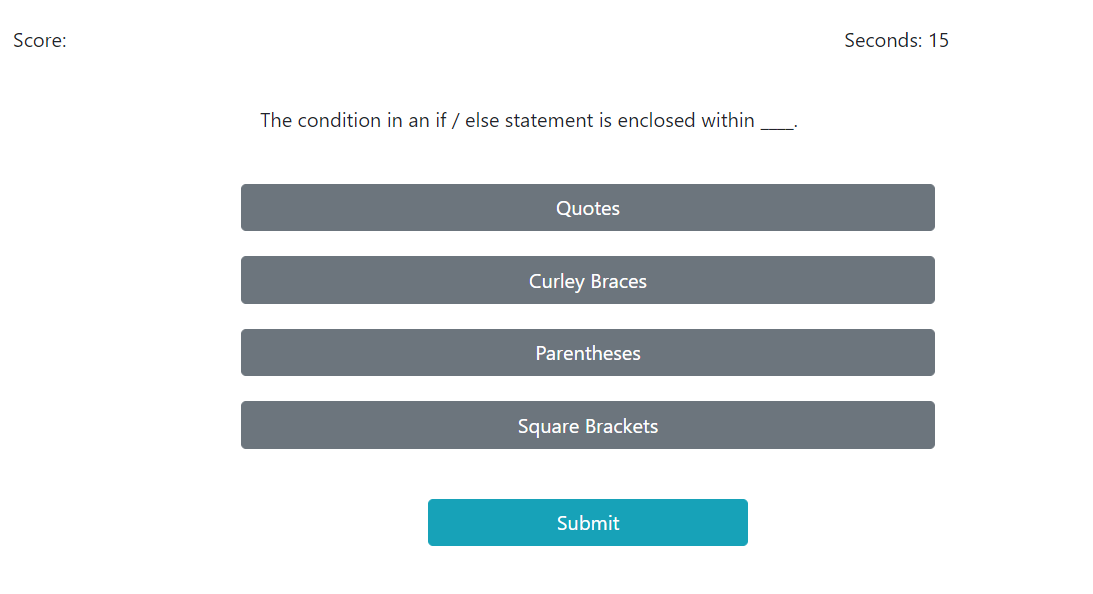 Score:
Seconds: 15
The condition in an if / else statement is enclosed within ____.
Quotes
Curley Braces
Parentheses
Square Brackets
Submit